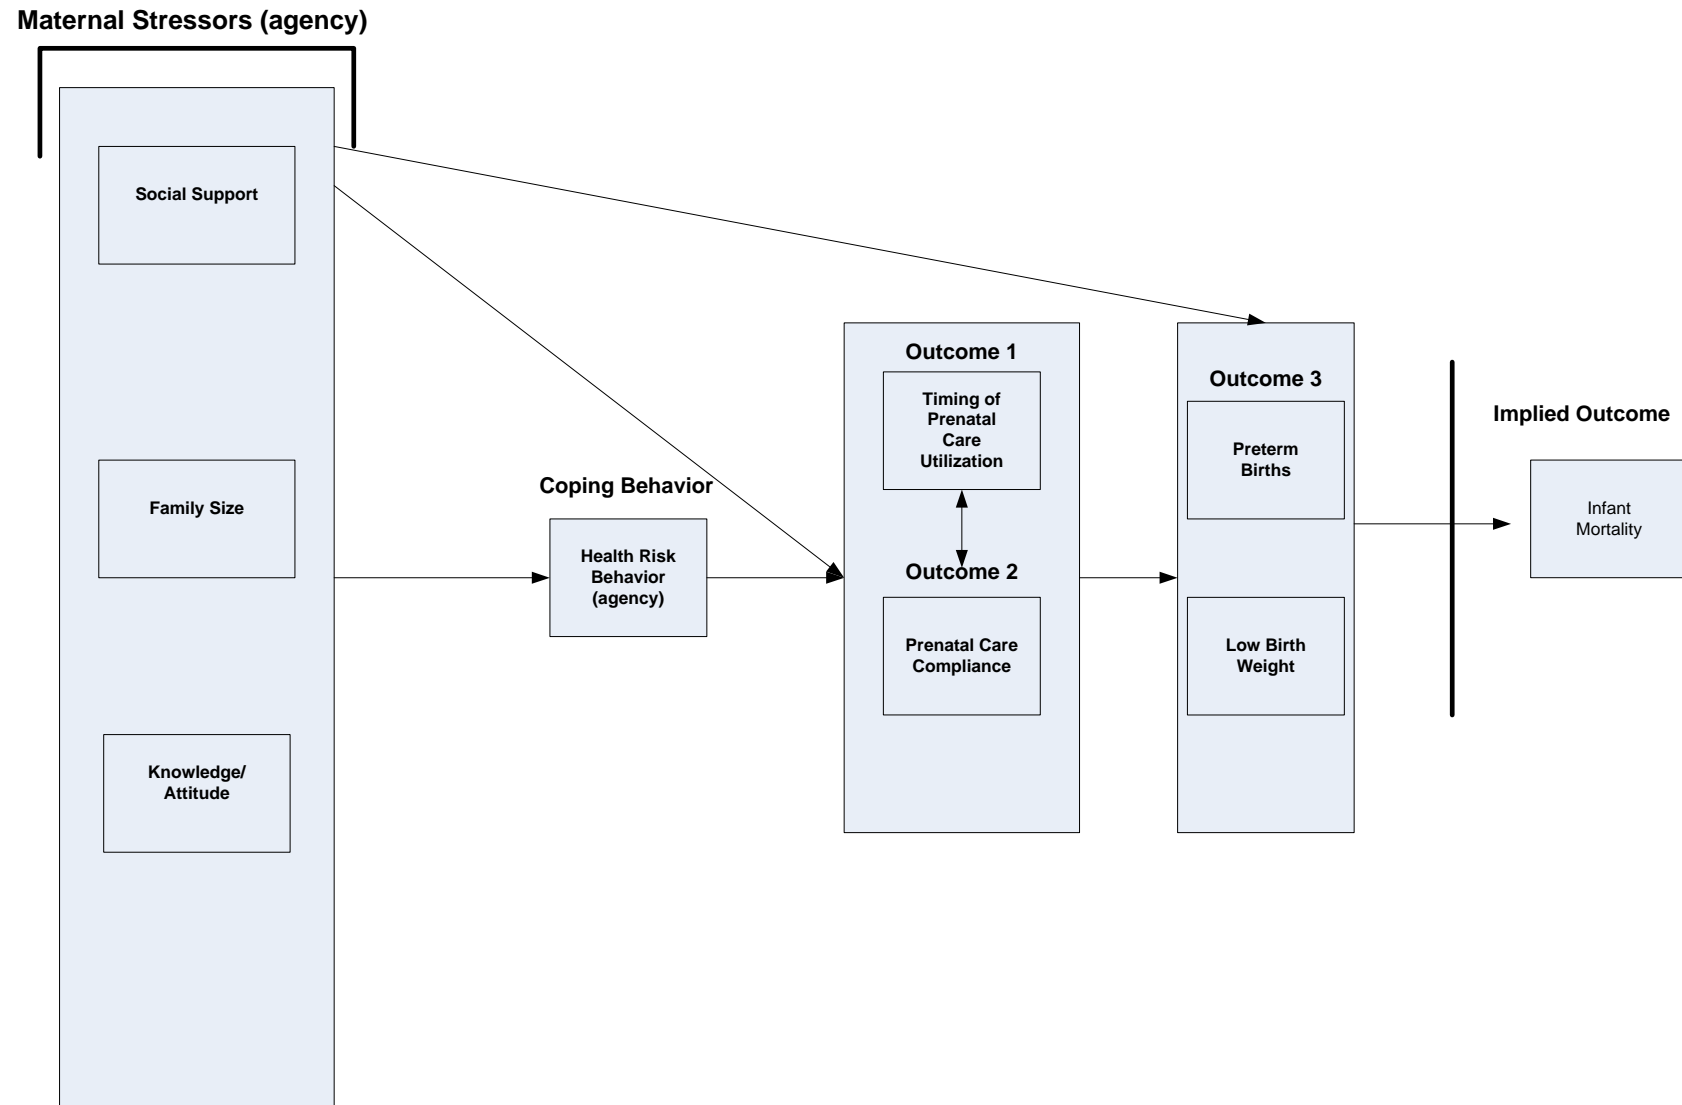 Maternal Stressors (agency)
Social Support
Family Size
Knowledge/
Attitude
Coping Behavior
Health Risk
Behavior
(agency)
Outcome 1
Timing of
Prenatal
Care
Utilization
Outcome 2
Prenatal Care
Compliance
Outcome 3
Preterm
Births
Low Birth
Weight
Implied Outcome
Infant
Mortality